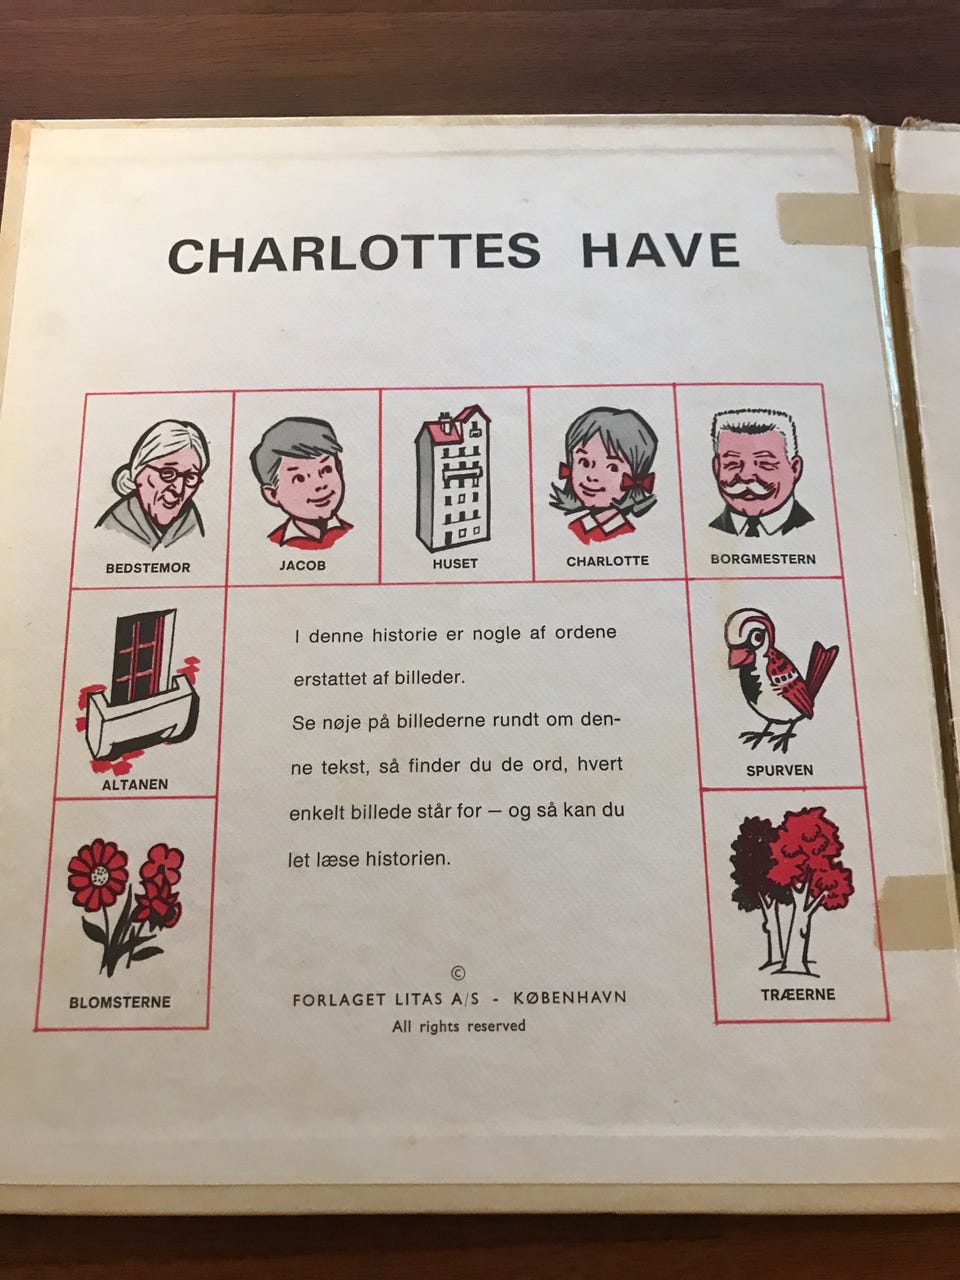 CHARLOTTES HAVE
BEDSTEMOR
JACOB
HUSET
CHARLOTTE
BORGMESTERN
I denne historie er nogle af ordene
erstattet af billeder.
Se nøje på billederne rundt om den-
ne tekst, så finder du de ord, hvert
enkelt billede står for — og så kan du
let læse historien.
ALTANEN
SPURVEN
BLOMSTERNE
TRÆERNE
©
FORLAGET LITAS A/S - KØBENHAVN
All rights reserved